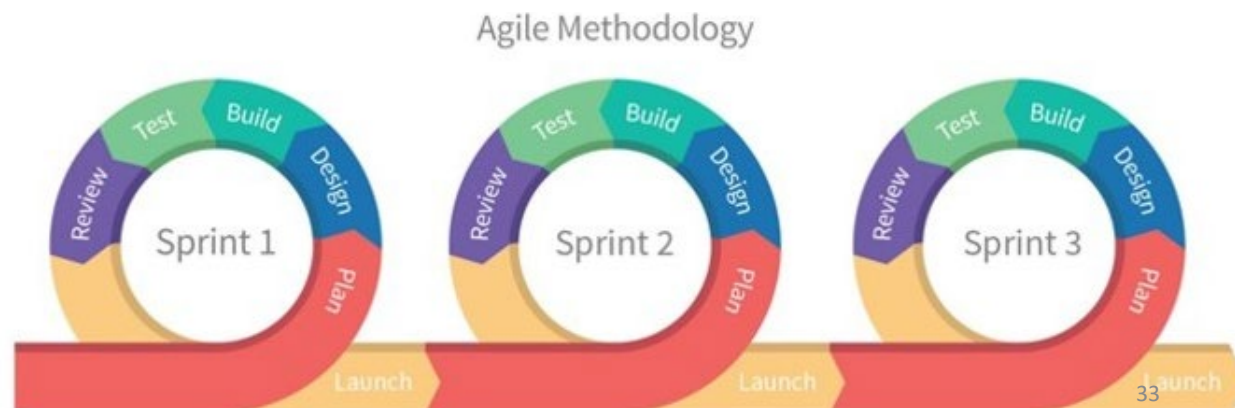 Agile Methodology
Test
Build
Design
Review
Sprint 1
Plan
Launch
Test
Build
Design
Review
Sprint 2
Plan
Launch
Test
Build
Design
Review
Sprint 3
Plan
Launch
33